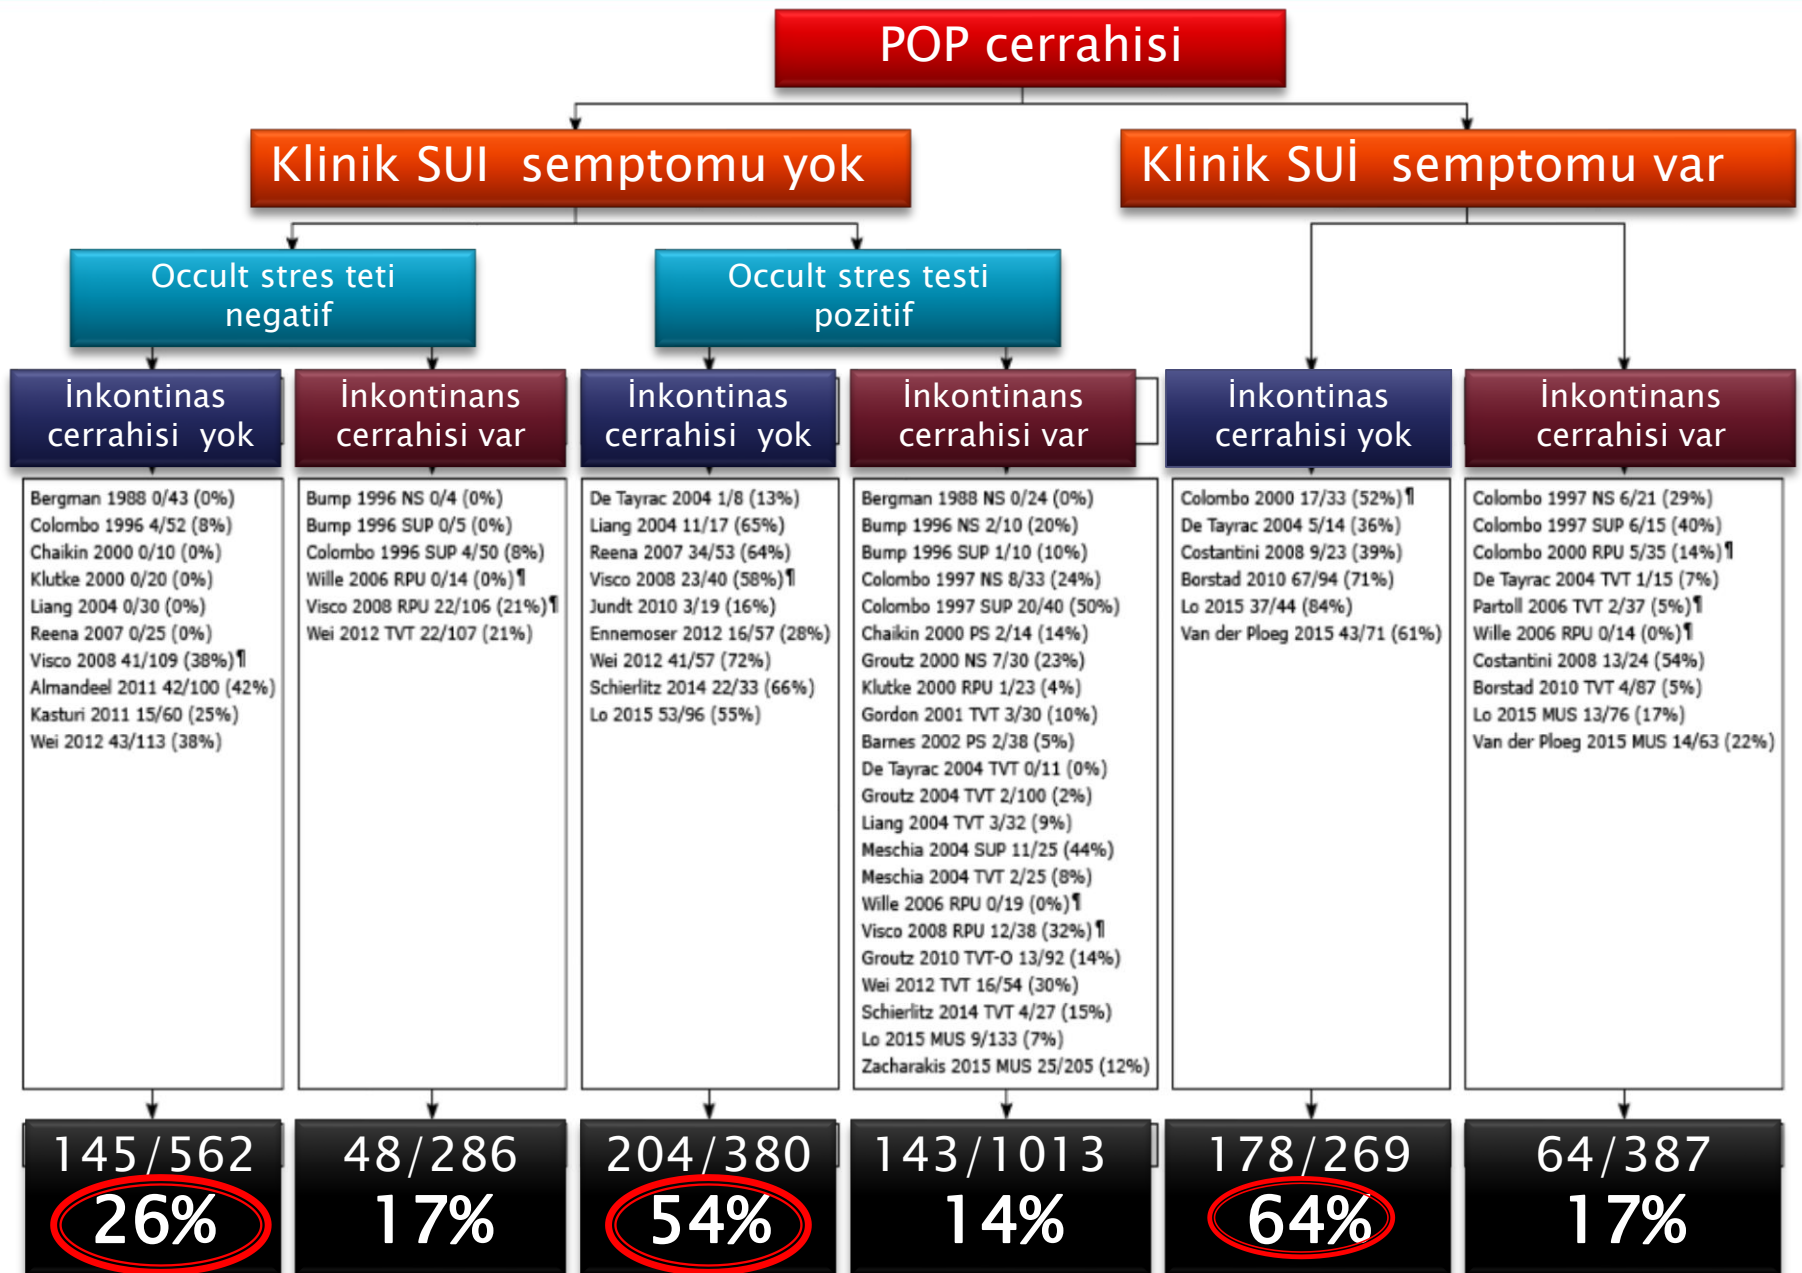 POP cerrahisi
Klinik SUI semptomu yok
Klinik SUİ semptomu var
Occult stres teti
negatif
Occult stres testi
pozitif
İnkontinas
cerrahisi yok
İnkontinans
cerrahisi var
İnkontinas
cerrahisi yok
İnkontinans
cerrahisi var
İnkontinas
cerrahisi yok
İnkontinans
cerrahisi var
Bergman 1988 0/43 (0%)
Colombo 1996 4/52 (8%)
Chaikin 2000 0/10 (0%)
Klutke 2000 0/20 (0%)
Liang 2004 0/30 (0%)
Reena 2007 0/25 (0%)
Visco 2008 41/109 (38%)¶
Almandeel 2011 42/100 (42%)
Kasturi 2011 15/60 (25%)
Wei 2012 43/113 (38%)
Bump 1996 NS 0/4 (0%)
Bump 1996 SUP 0/5 (0%)
Colombo 1996 SUP 4/50 (8%)
Wille 2006 RPU 0/14 (0%)¶
Visco 2008 RPU 22/106 (21%)¶
Wei 2012 TVT 22/107 (21%)
De Tayrac 2004 1/8 (13%)
Liang 2004 11/17 (65%)
Reena 2007 34/53 (64%)
Visco 2008 23/40 (58%)¶
Jundt 2010 3/19 (16%)
Ennemoser 2012 16/57 (28%)
Wei 2012 41/57 (72%)
Schierlitz 2014 22/33 (66%)
Lo 2015 53/96 (55%)
Bergman 1988 NS 0/24 (0%)
Bump 1996 NS 2/10 (20%)
Bump 1996 SUP 1/10 (10%)
Colombo 1997 NS 8/33 (24%)
Colombo 1997 SUP 20/40 (50%)
Chaikin 2000 PS 2/14 (14%)
Groutz 2000 NS 7/30 (23%)
Klutke 2000 RPU 1/23 (4%)
Gordon 2001 TVT 3/30 (10%)
Barnes 2002 PS 2/38 (5%)
De Tayrac 2004 TVT 0/11 (0%)
Groutz 2004 TVT 2/100 (2%)
Liang 2004 TVT 3/32 (9%)
Meschia 2004 SUP 11/25 (44%)
Meschia 2004 TVT 2/25 (8%)
Wille 2006 RPU 0/19 (0%)¶
Visco 2008 RPU 12/38 (32%)¶
Groutz 2010 TVT-O 13/92 (14%)
Wei 2012 TVT 16/54 (30%)
Schierlitz 2014 TVT 4/27 (15%)
Lo 2015 MUS 9/133 (7%)
Zacharakis 2015 MUS 25/205 (12%)
Colombo 2000 17/33 (52%)¶
De Tayrac 2004 5/14 (36%)
Costantini 2008 9/23 (39%)
Borstad 2010 67/94 (71%)
Lo 2015 37/44 (84%)
Van der Ploeg 2015 43/71 (61%)
Colombo 1997 NS 6/21 (29%)
Colombo 1997 SUP 6/15 (40%)
Colombo 2000 RPU 5/35 (14%)¶
De Tayrac 2004 TVT 1/15 (7%)
Partoll 2006 TVT 2/37 (5%)¶
Wille 2006 RPU 0/14 (0%)¶
Costantini 2008 13/24 (54%)
Borstad 2010 TVT 4/87 (5%)
Lo 2015 MUS 13/76 (17%)
Van der Ploeg 2015 MUS 14/63 (22%)
145/562
26%
48/286
17%
204/380
54%
143/1013
14%
178/269
64%
64/387
17%